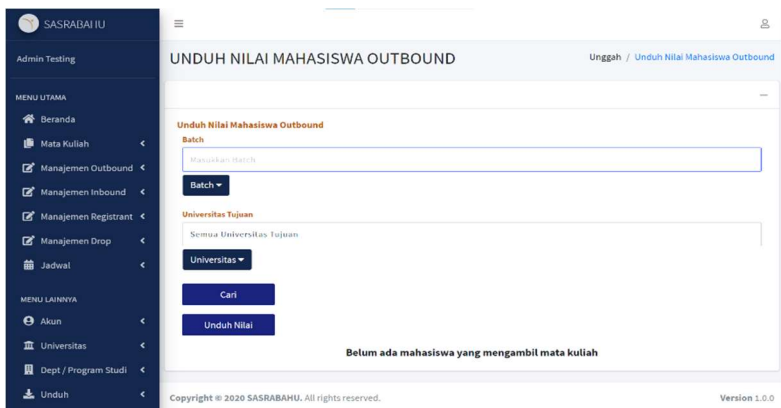 SASRABAHU
Admin Testing
MENU UTAMA
Beranda
Mata Kuliah
Manajemen Outbound
Manajemen Inbound
Manajemen Registrant
Manajemen Drop
Jadwal
MENU LAINNYA
Akun
Universitas
Dept / Program Studi
Unduh
UNDUH NILAI MAHASISWA OUTBOUND
Unggah / Unduh Nilai Mahasiswa Outbound
Unduh Nilai Mahasiswa Outbound
Batch
Masukkan Batch
Batch
Universitas Tujuan
Semua Universitas Tujuan
Universitas
Cari
Unduh Nilai
Belum ada mahasiswa yang mengambil mata kuliah
Copyright © 2020 SASRABAHU. All rights reserved.
Version 1.0.0